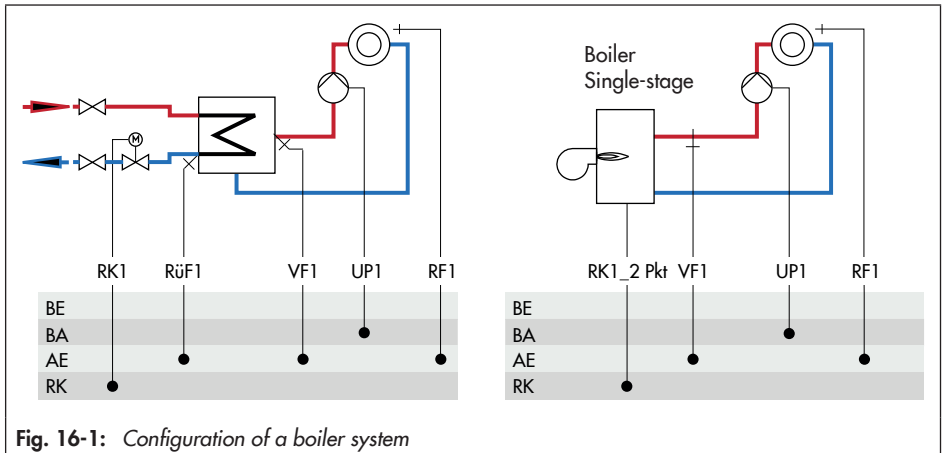 Boiler
Single-stage
M
RK1 RüF1 VF1 UP1 RF1
BE
BA
AE
RK
RK1_2 Pkt VF1 UP1 RF1
BE
BA
AE
RK
Fig. 16-1: Configuration of a boiler system